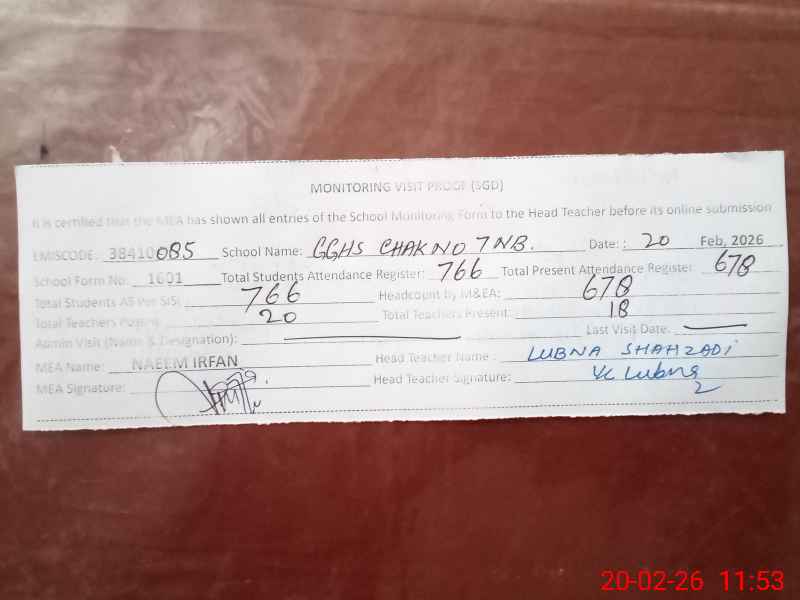 MONITORING VISIT PROOF (SGD)
It is certified that the MEA has shown all entries of the School Monitoring Form to the Head Teacher before its online submission
EMISCODE: 38410085 School Name: GGHS CHAK NO 7 NB. Date: : 20 Feb, 2026
School Form No: 1601 Total Students Attendance Register: 766 Total Present Attendance Register: 678
Total Students AS Per SIS: 766 Headcount by M&EA: 678
Total Teachers Posted: 20 Total Teachers Present: 18
Admin Visit (Name & Designation): Last Visit Date:
MEA Name: NAEEM IRFAN Head Teacher Name : LUBNA SHAHZADI
MEA Signature: Head Teacher Signature: Lubna
20-02-26 11:53